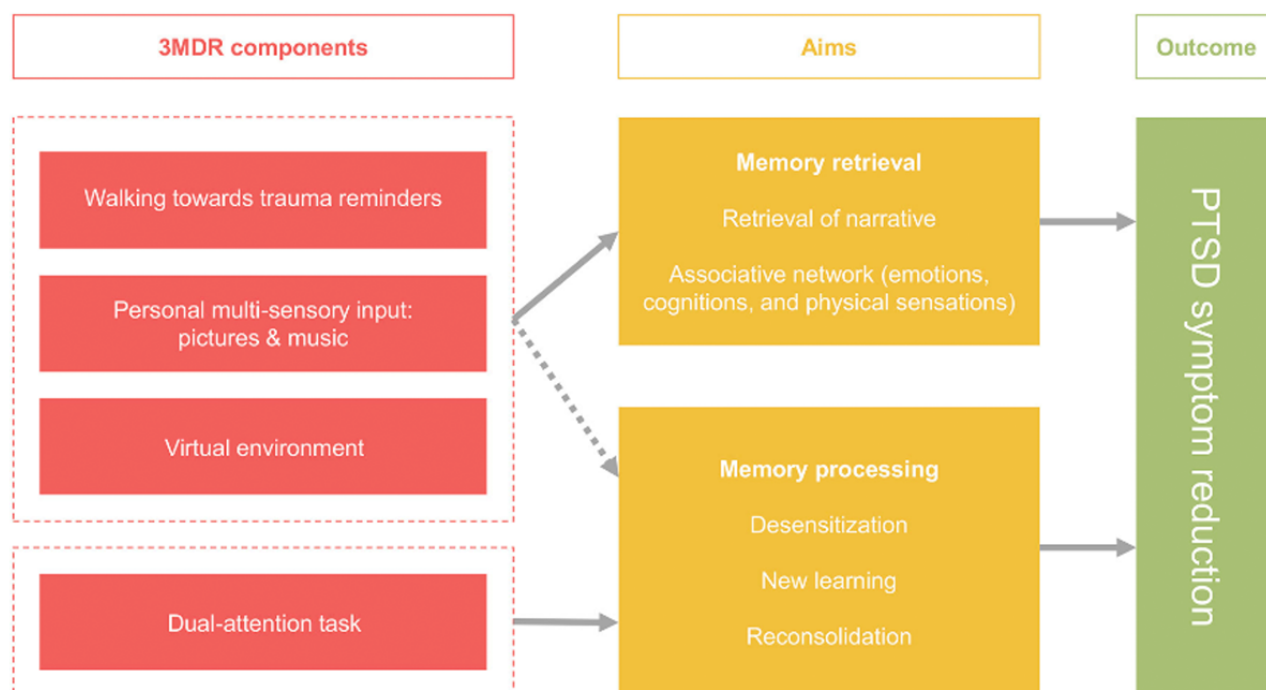 3MDR components
Aims
Outcome
Walking towards trauma reminders
Personal multi-sensory input:
pictures & music
Virtual environment
Dual-attention task
Memory retrieval
Retrieval of narrative
Associative network (emotions,
cognitions, and physical sensations)
Memory processing
Desensitization
New learning
Reconsolidation
PTSD symptom reduction